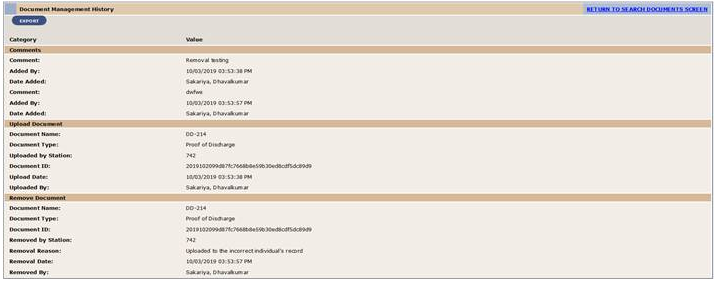 Document Management History RETURN TO SEARCH DOCUMENTS SCREEN
EXPORT
Category Value
Comments
Comment: Removal testing
Added By: 10/03/2019 03:53:38 PM
Date Added: Sakariya, Dhavalkumar
Comment: dwfwe
Added By: 10/03/2019 03:53:57 PM
Date Added: Sakariya, Dhavalkumar
Upload Document
Document Name: DD-214
Document Type: Proof of Discharge
Uploaded by Station: 742
Document ID: 2019102099d87fc7668b8e59b30ed8cdf5dc89d9
Upload Date: 10/03/2019 03:53:38 PM
Uploaded By: Sakariya, Dhavalkumar
Remove Document
Document Name: DD-214
Document Type: Proof of Discharge
Document ID: 2019102099d87fc7668b8e59b30ed8cdf5dc89d9
Removed by Station: 742
Removal Reason: Uploaded to the incorrect individual's record
Removal Date: 10/03/2019 03:53:57 PM
Removed By: Sakariya, Dhavalkumar